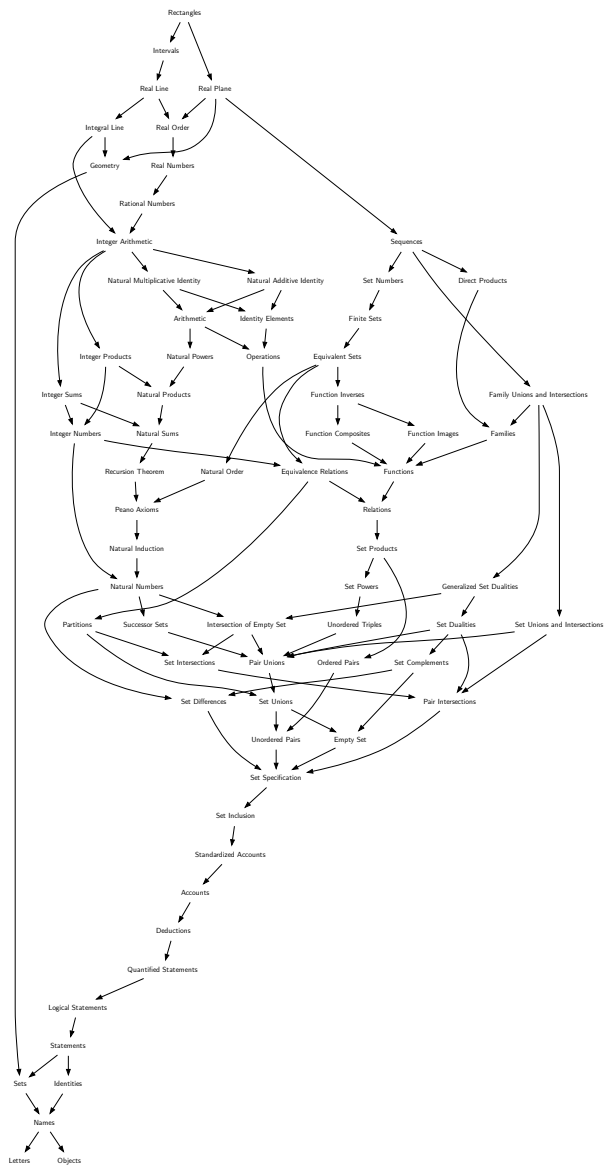 Rectangles
Intervals
Real Line Real Plane
Integral Line Real Order
Geometry Real Numbers
Rational Numbers
Integer Arithmetic Sequences
Natural Multiplicative Identity Natural Additive Identity Set Numbers Direct Products
Arithmetic Identity Elements Finite Sets
Integer Products Natural Powers Operations Equivalent Sets
Integer Sums Natural Products Function Inverses Family Unions and Intersections
Integer Numbers Natural Sums Function Composites Function Images Families
Recursion Theorem Natural Order Equivalence Relations Functions
Peano Axioms Relations
Natural Induction Set Products
Natural Numbers Set Powers Generalized Set Dualities
Partitions Successor Sets Intersection of Empty Set Unordered Triples Set Dualities Set Unions and Intersections
Set Intersections Pair Unions Ordered Pairs Set Complements
Set Differences Set Unions Pair Intersections
Unordered Pairs Empty Set
Set Specification
Set Inclusion
Standardized Accounts
Accounts
Deductions
Quantified Statements
Logical Statements
Statements
Sets Identities
Names
Letters Objects